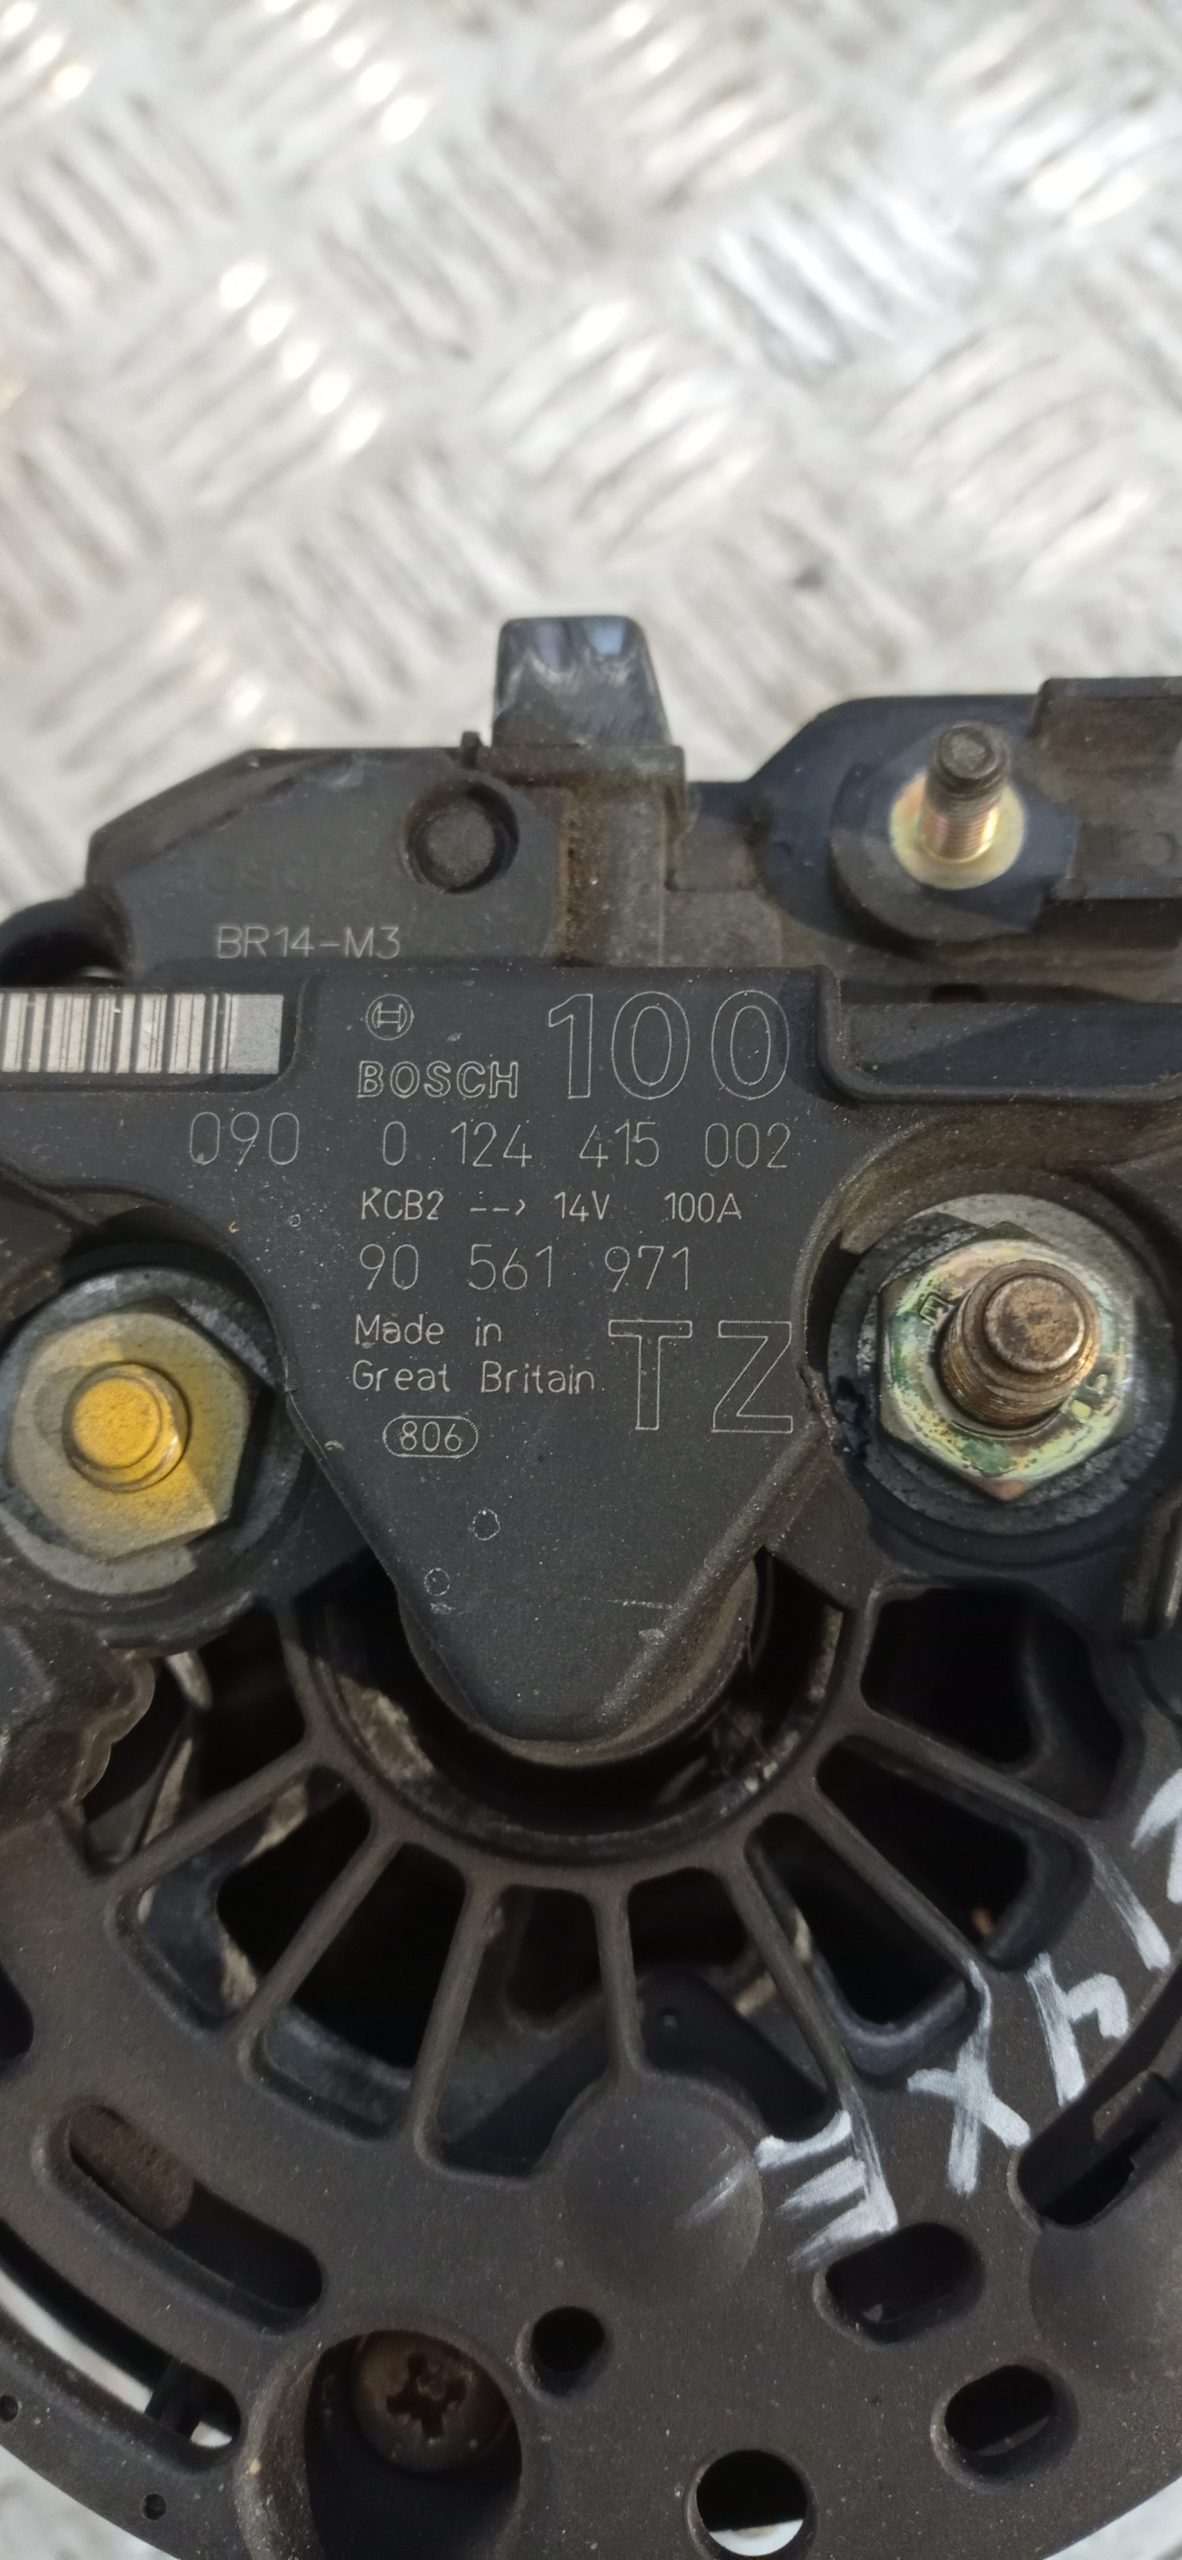 BR14-M3
BOSCH 100
090 0 124 415 002
KCB2 --> 14V 100A
90 561 971
Made in
Great Britain TZ
806